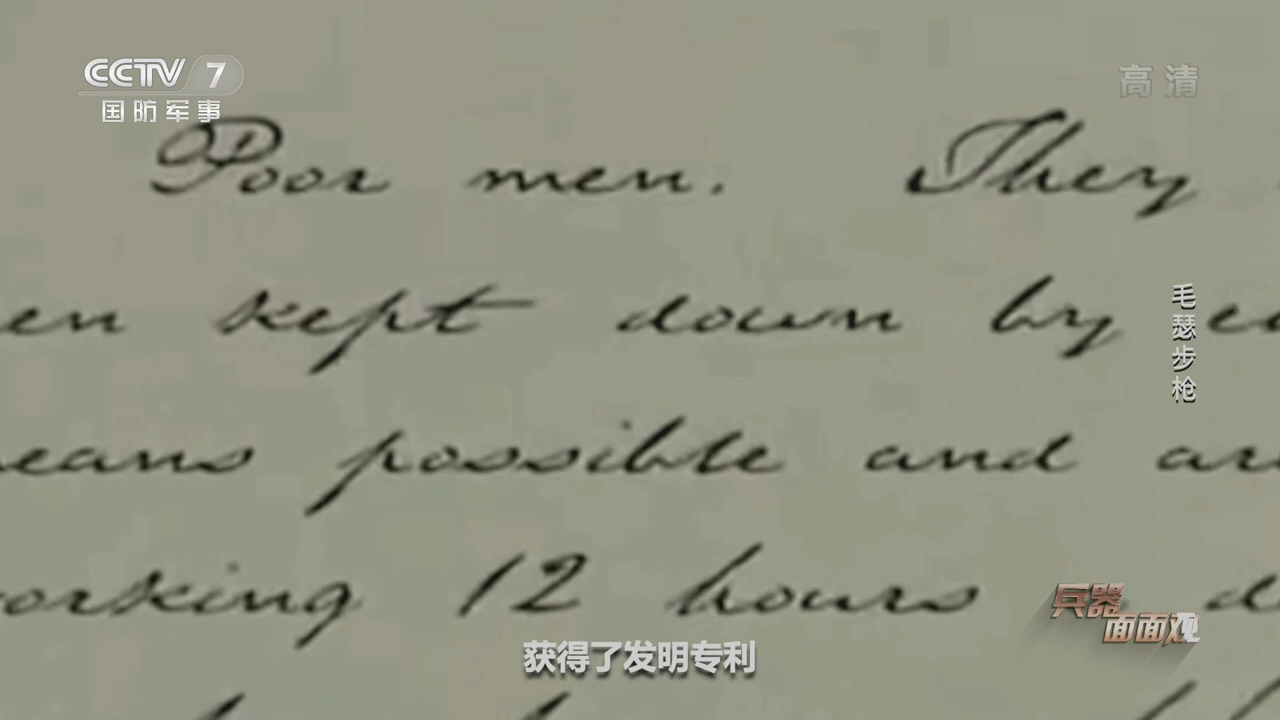 CCTV 7
国防军事
高清
Poor men. They
kept down by
possible and
12 hours
毛瑟步枪
兵器
面面观
获得了发明专利